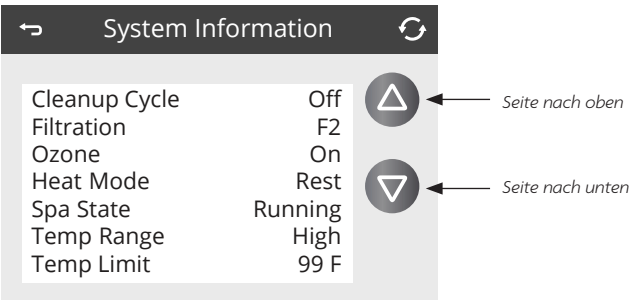 System Information
Cleanup Cycle Off
Filtration F2
Ozone On
Heat Mode Rest
Spa State Running
Temp Range High
Temp Limit 99 F
Seite nach oben
Seite nach unten